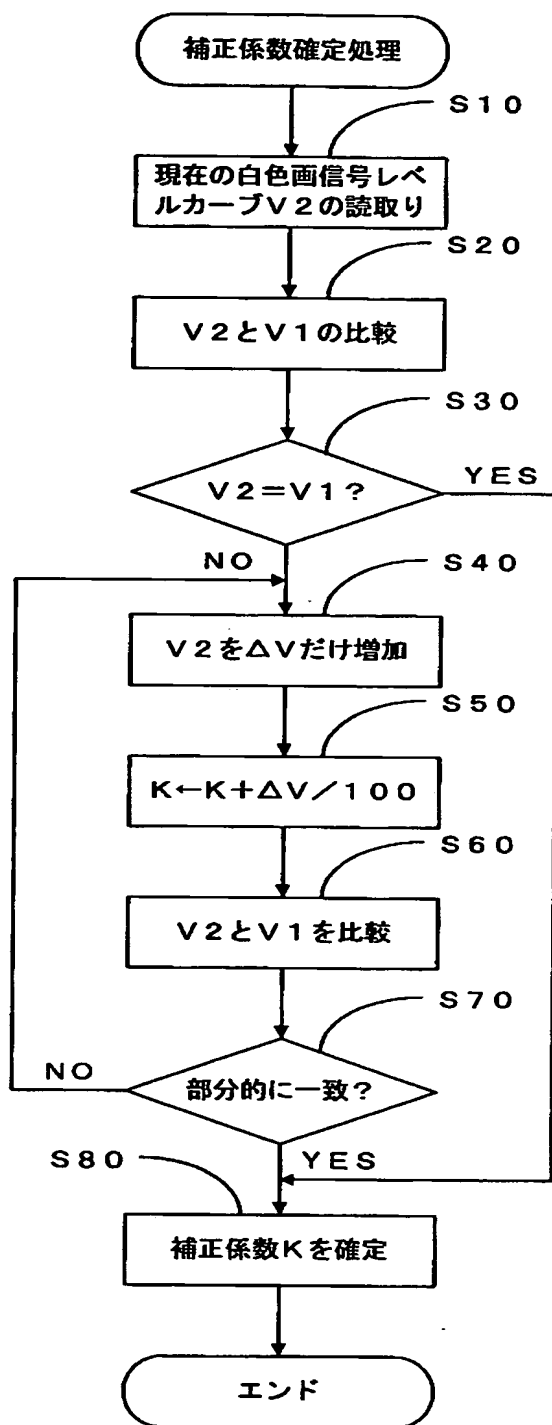 補正係数確定処理
S10
現在の白色画信号レベ
ルカーブV2の読取り
S20
V2とV1の比較
S30
V2=V1?
YES
NO
S40
V2を△Vだけ増加
S50
K←K+△V/100
S60
V2とV1を比較
S70
部分的に一致?
NO
YES
S80
補正係数Kを確定
エンド